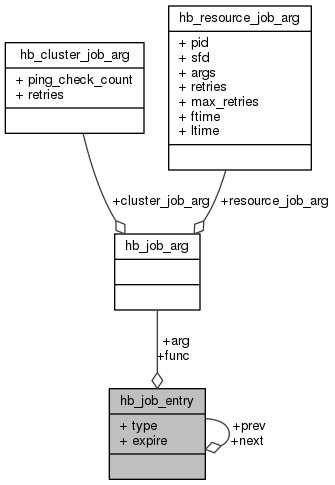 hb_resource_job_arg
+ pid
+ sfd
+ args
+ retries
+ max_retries
+ ftime
+ ltime
hb_cluster_job_arg
+ ping_check_count
+ retries
+cluster_job_arg
+resource_job_arg
hb_job_arg
+arg
+func
hb_job_entry
+ type
+ expire
+prev
+next